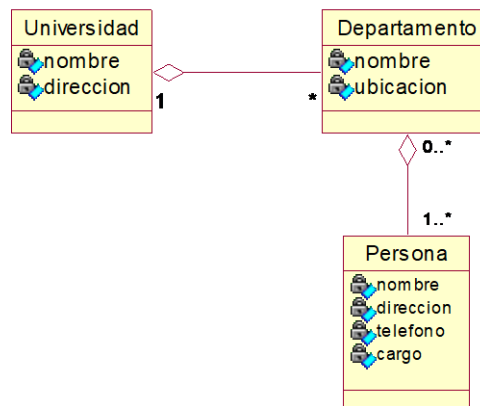 Universidad
nombre
direccion
1
*
Departamento
nombre
ubicacion
0..*
1..*
Persona
nombre
direccion
telefono
cargo